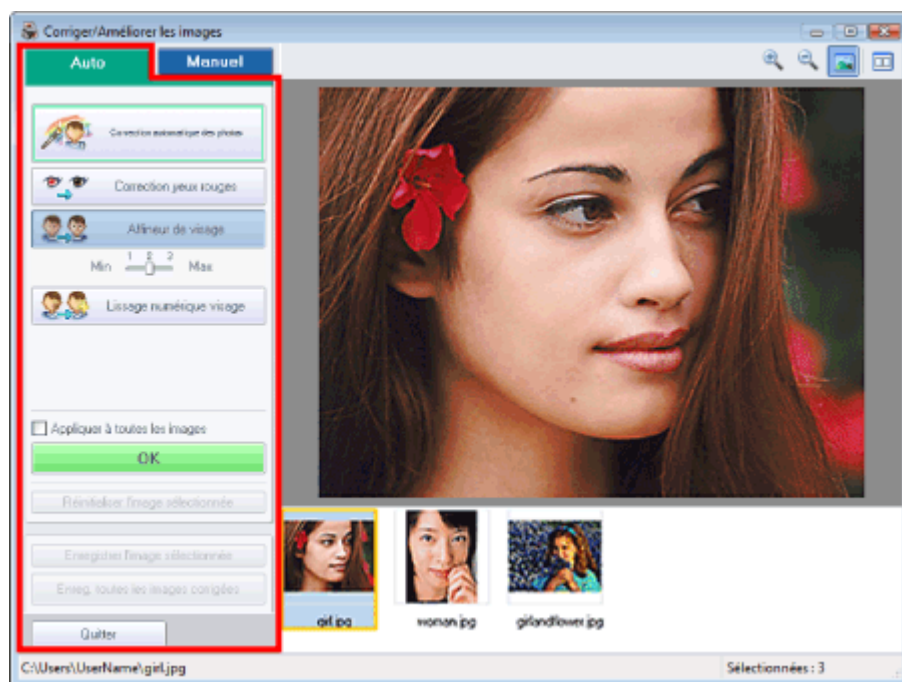 Corriger/Améliorer les images
Auto
Manuel
Correction automatique des photos
Correction yeux rouges
Affineur de visage
1 2 3
Min Max
Lissage numérique visage
Appliquer à toutes les images
OK
Réinitialiser l'image sélectionnée
Enregistrer l'image sélectionnée
Enreg. toutes les images corrigées
Quitter
girl.jpg
woman.jpg
girlandflower.jpg
C:\Users\UserName\girl.jpg
Sélectionnées : 3